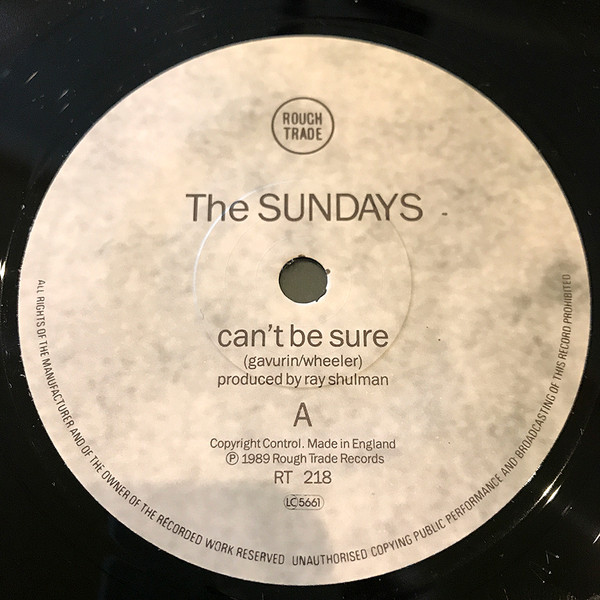 ROUGH
TRADE
The SUNDAYS
can't be sure
(gavurin/wheeler)
produced by ray shulman
A
Copyright Control. Made in England
℗ 1989 Rough Trade Records
RT 218
LC 5661
ALL RIGHTS OF THE MANUFACTURER AND OF THE OWNER OF THE RECORDED WORK RESERVED UNAUTHORISED COPYING PUBLIC PERFORMANCE AND BROADCASTING OF THIS RECORD PROHIBITED